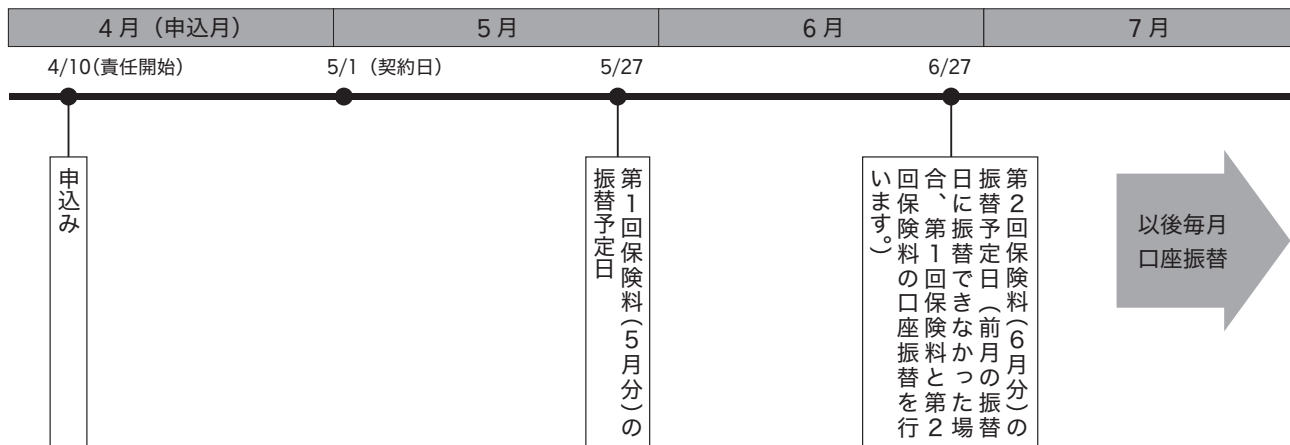 4月（申込月）
5月
6月
7月
4/10(責任開始)
5/1（契約日）
5/27
6/27
申込み
第1回保険料（5月分）の
振替予定日
第2回保険料（6月分）の
振替予定日（前月の振替
日に振替できなかった場
合、第1回保険料と第2
回保険料の口座振替を行
います。）
以後毎月
口座振替